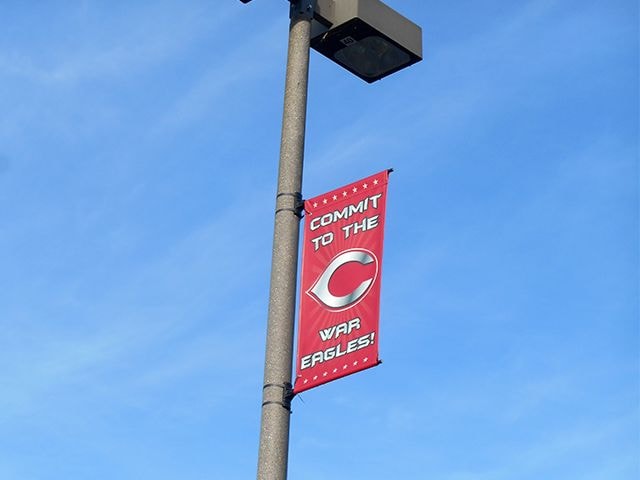 COMMIT
TO THE
C
WAR
EAGLES!